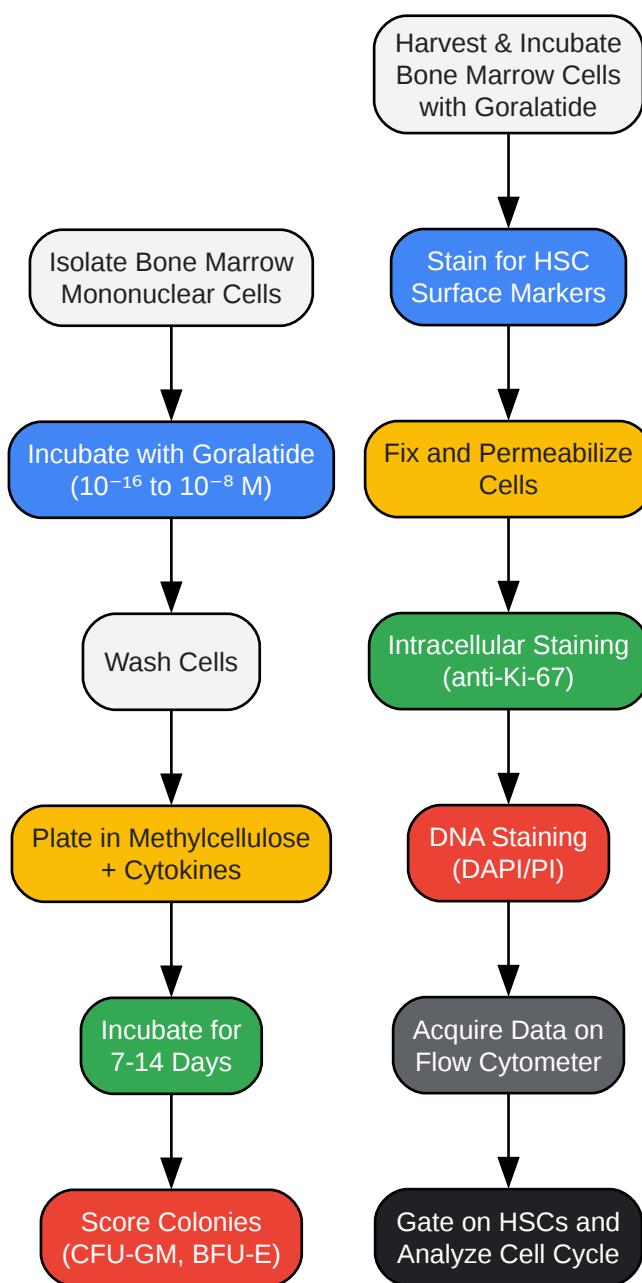 Isolate Bone Marrow
Mononuclear Cells
Incubate with Goralatide
(10⁻¹⁶ to 10⁻⁸ M)
Wash Cells
Plate in Methylcellulose
+ Cytokines
Incubate for
7-14 Days
Score Colonies
(CFU-GM, BFU-E)
Harvest & Incubate
Bone Marrow Cells
with Goralatide
Stain for HSC
Surface Markers
Fix and Permeabilize
Cells
Intracellular Staining
(anti-Ki-67)
DNA Staining
(DAPI/PI)
Acquire Data on
Flow Cytometer
Gate on HSCs and
Analyze Cell Cycle